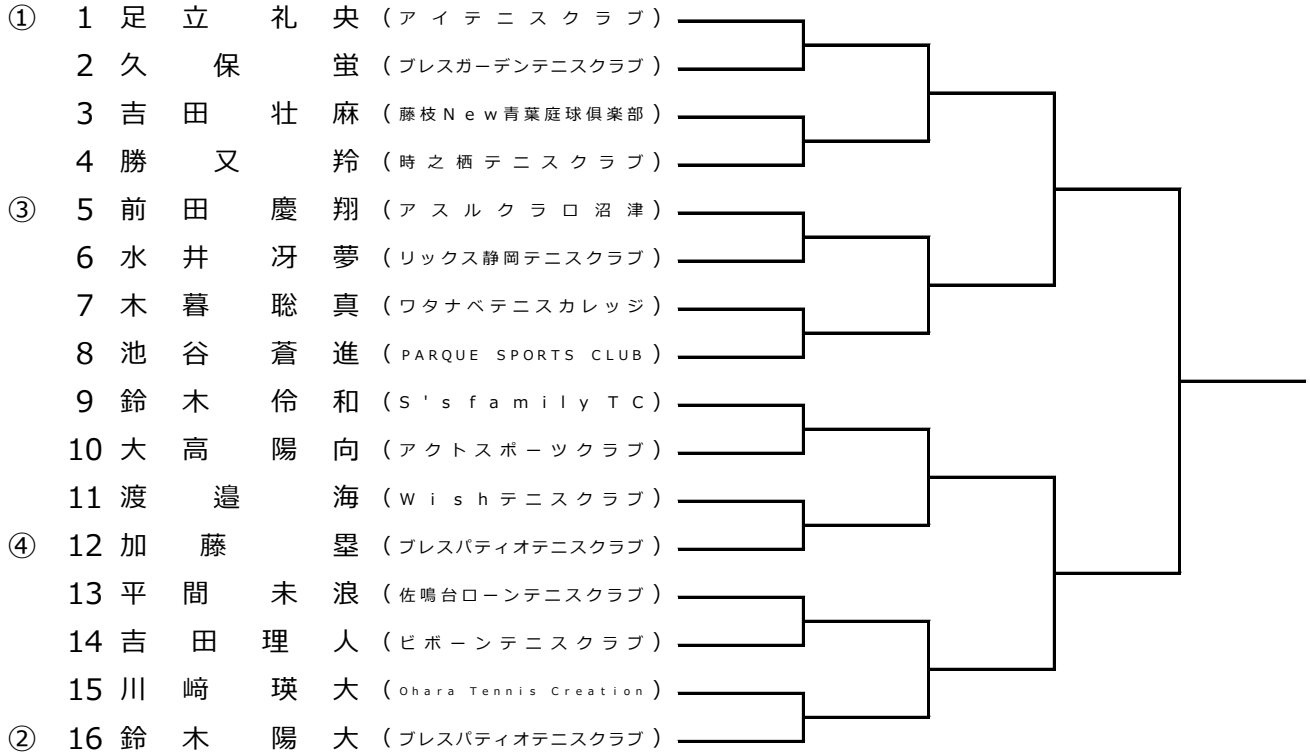 ① 1 足立 礼央 (アイテニスクラブ)
2 久保 蛍 (ブレスガーデンテニスクラブ)
3 吉田 壮麻 (藤枝New青葉庭球倶楽部)
4 勝又 羚 (時之栖テニスクラブ)
③ 5 前田 慶翔 (アスルクラロ沼津)
6 水井 冴夢 (リックス静岡テニスクラブ)
7 木暮 聡真 (ワタナベテニスカレッジ)
8 池谷 蒼進 (PARQUE SPORTS CLUB)
9 鈴木 伶和 (S'sfamilyTC)
10 大高 陽向 (アクトスポーツクラブ)
11 渡邉 海 (Wishテニスクラブ)
④ 12 加藤 塁 (ブレスパティオテニスクラブ)
13 平間 未浪 (佐鳴台ローンテニスクラブ)
14 吉田 理人 (ビボーンテニスクラブ)
15 川﨑 瑛大 (Ohara Tennis Creation)
② 16 鈴木 陽大 (ブレスパティオテニスクラブ)